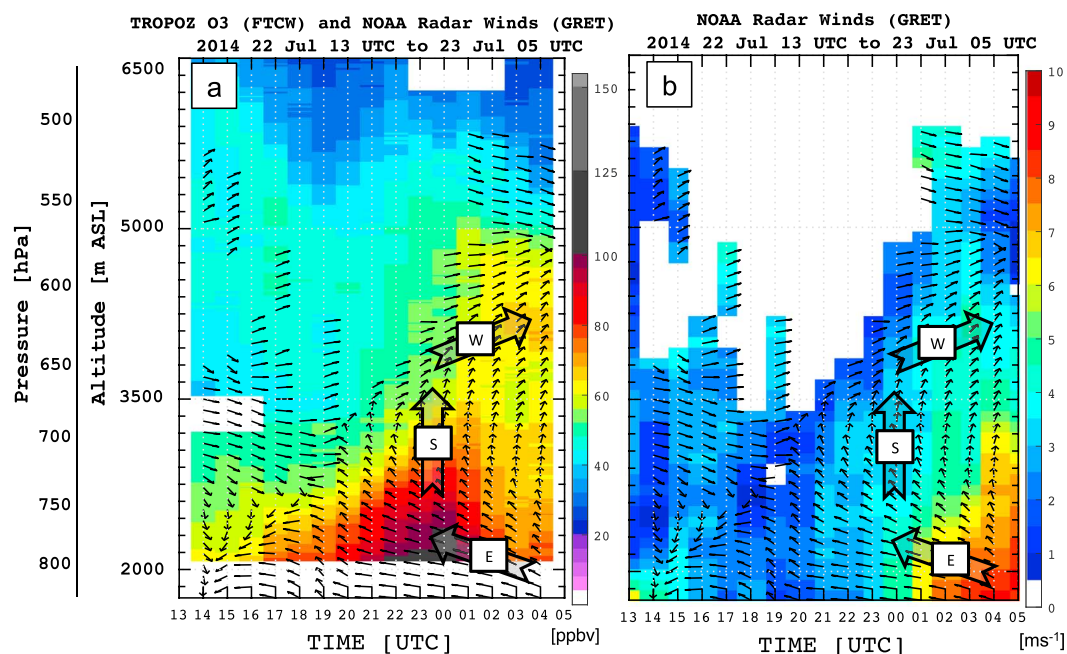 TROPOZ O3 (FTCW) and NOAA Radar Winds (GRET)
2014 22 Jul 13 UTC to 23 Jul 05 UTC
a
Pressure [hPa]
500
550
600
650
700
750
800
Altitude [m ASL]
6500
5000
3500
2000
W
S
E
13 14 15 16 17 18 19 20 21 22 23 00 01 02 03 04 05
TIME [UTC]
150
125
100
80
60
40
20
[ppbv]
NOAA Radar Winds (GRET)
2014 22 Jul 13 UTC to 23 Jul 05 UTC
b
W
S
E
13 14 15 16 17 18 19 20 21 22 23 00 01 02 03 04 05
TIME [UTC]
10
9
8
7
6
5
4
3
2
1
0
[ms⁻¹]